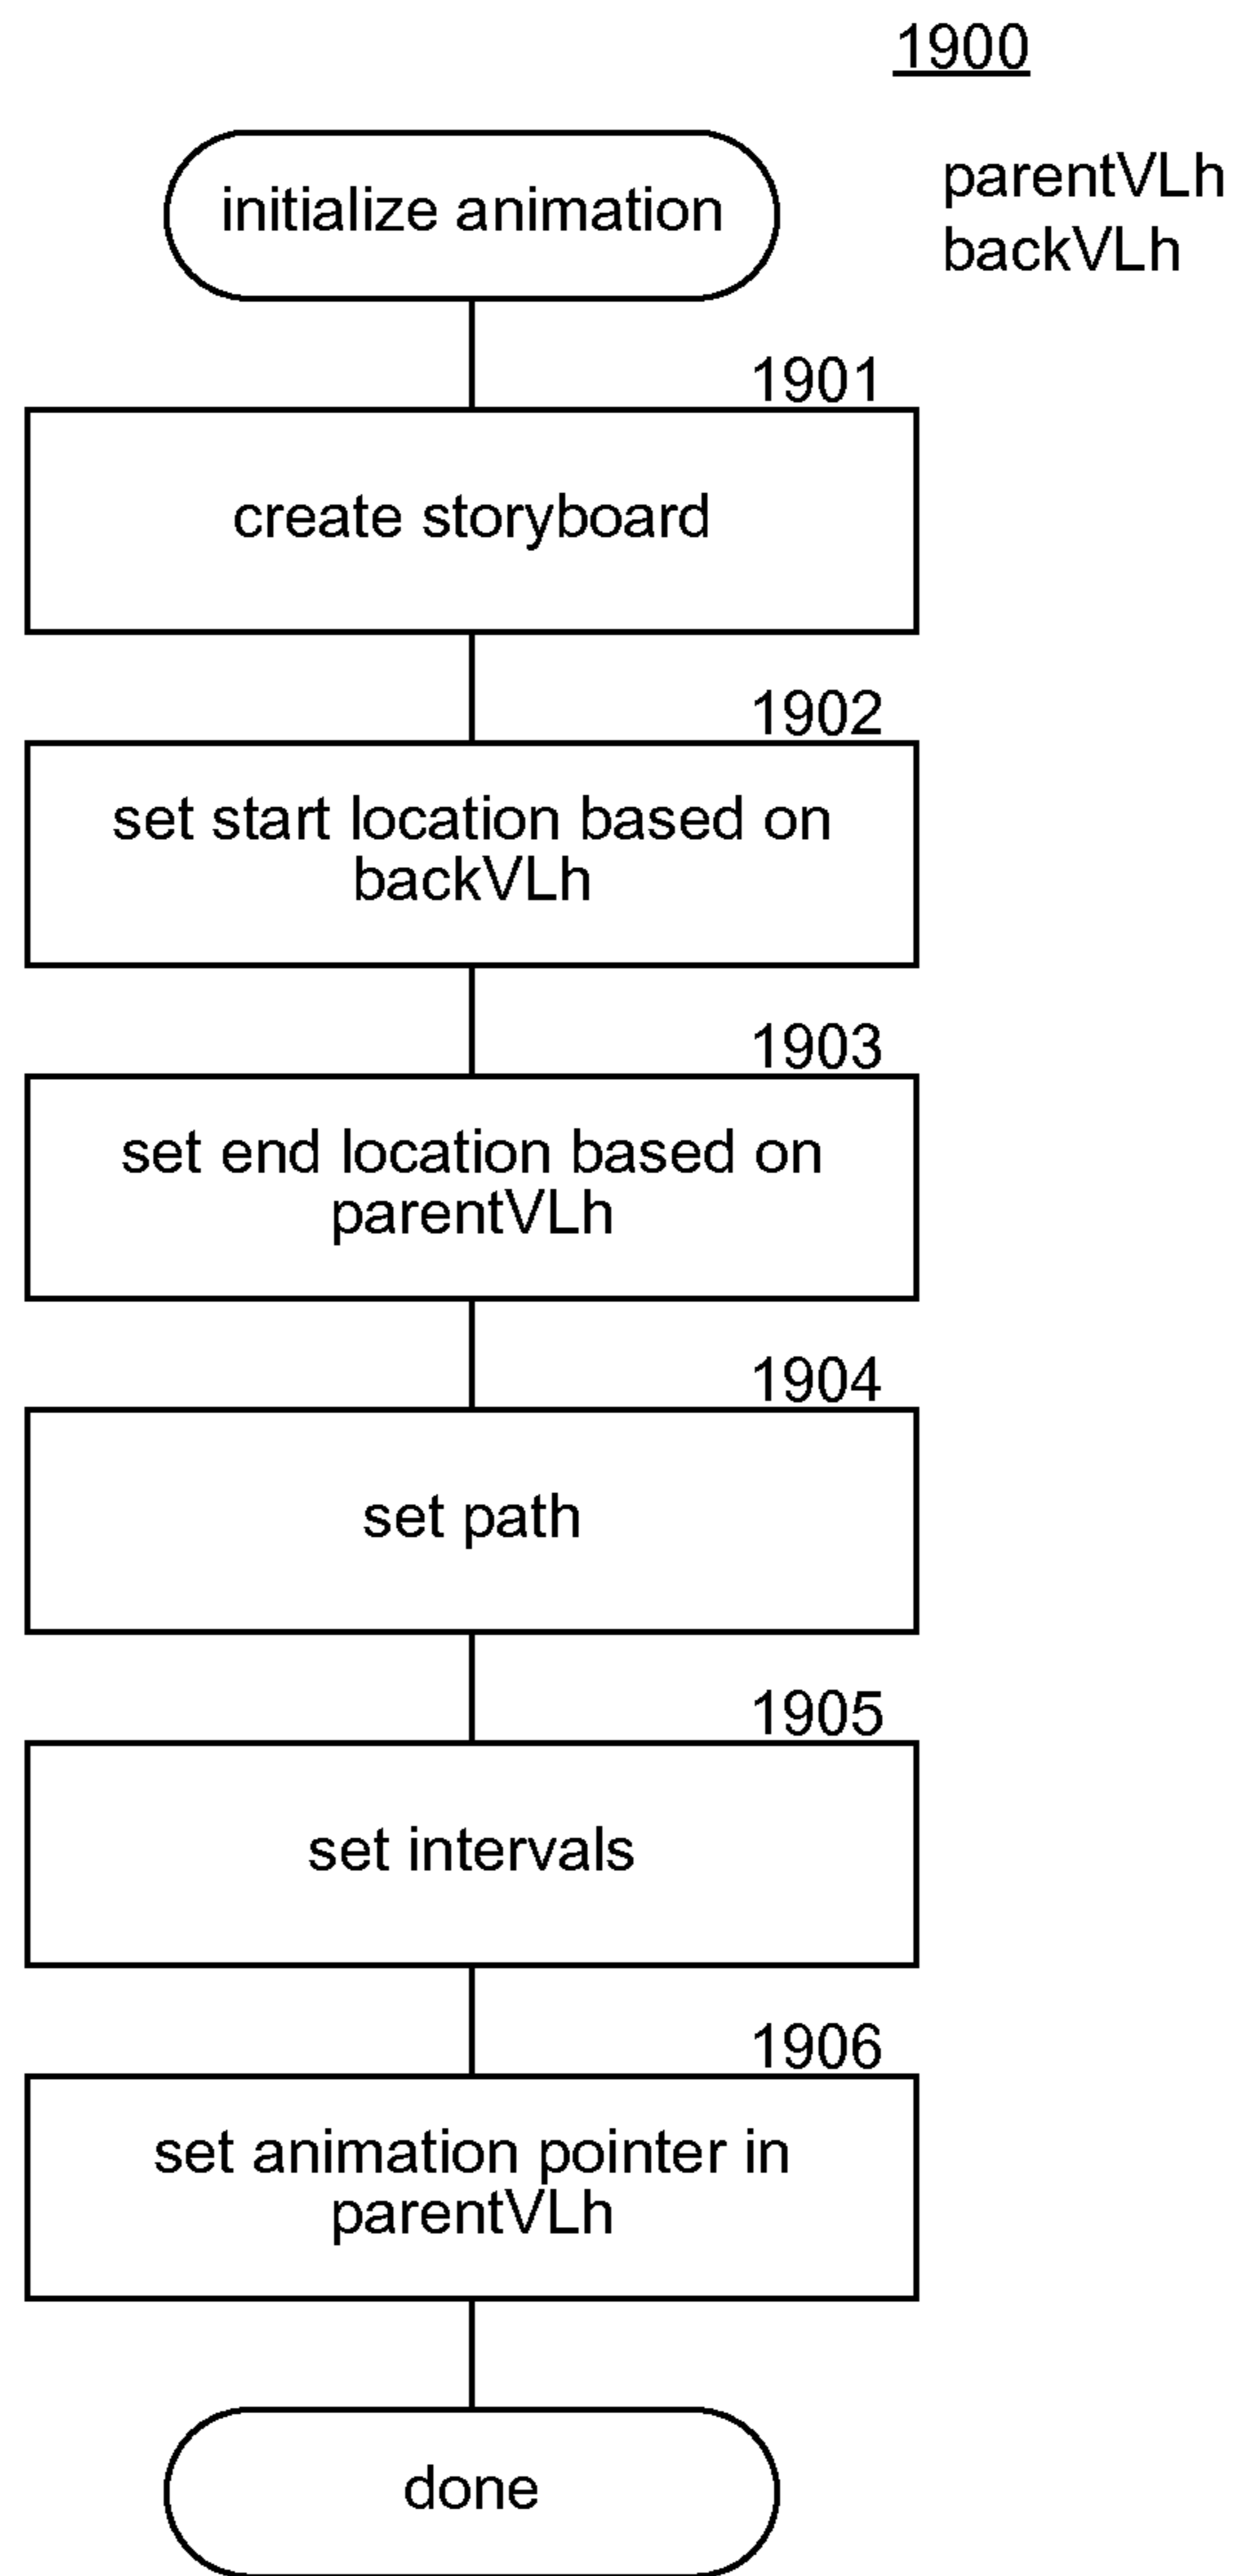 1900
initialize animation
parentVLh
backVLh
1901
create storyboard
1902
set start location based on
backVLh
1903
set end location based on
parentVLh
1904
set path
1905
set intervals
1906
set animation pointer in
parentVLh
done